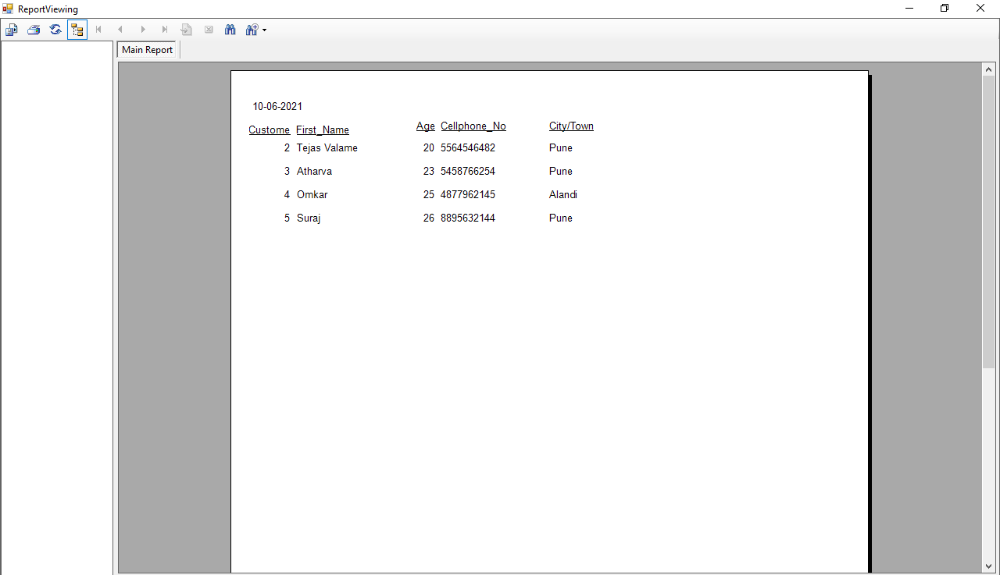 ReportViewing
Main Report
10-06-2021
Custome First_Name Age Cellphone_No City/Town
2 Tejas Valame 20 5564546482 Pune
3 Atharva 23 5458766254 Pune
4 Omkar 25 4877962145 Alandi
5 Suraj 26 8895632144 Pune